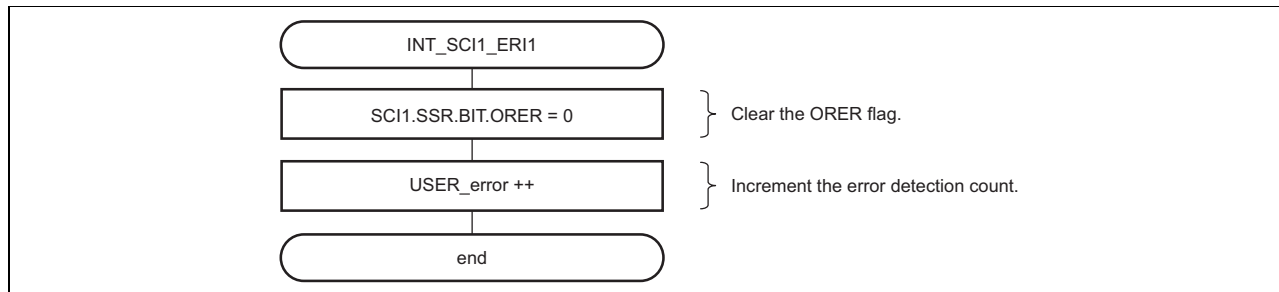 INT_SCI1_ERI1
SCI1.SSR.BIT.ORER = 0
Clear the ORER flag.
USER_error ++
Increment the error detection count.
end